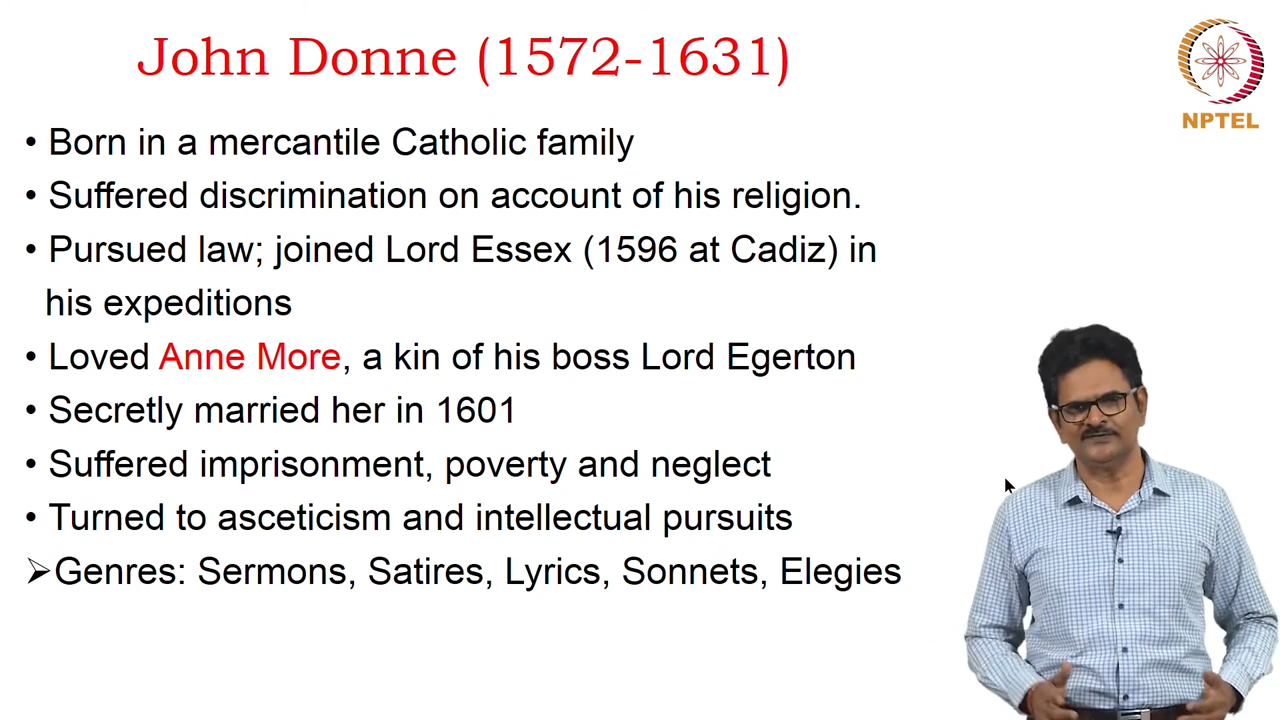 John Donne (1572-1631)
NPTEL
• Born in a mercantile Catholic family
• Suffered discrimination on account of his religion.
• Pursued law; joined Lord Essex (1596 at Cadiz) in
his expeditions
• Loved Anne More, a kin of his boss Lord Egerton
• Secretly married her in 1601
• Suffered imprisonment, poverty and neglect
• Turned to asceticism and intellectual pursuits
➢Genres: Sermons, Satires, Lyrics, Sonnets, Elegies